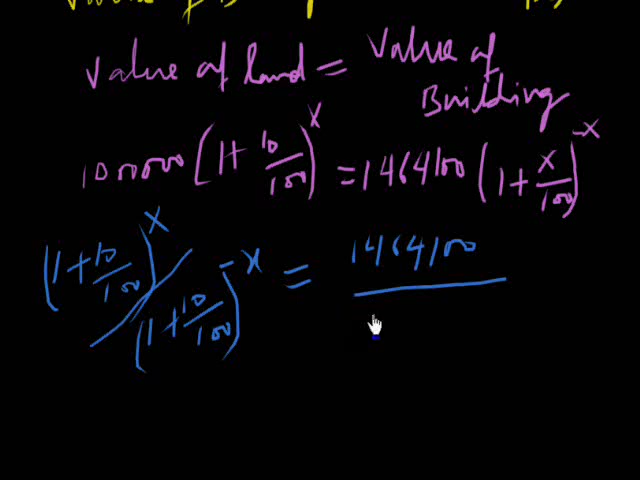 Value of land = Value of Building
1000000 (1+10/100)^x = 1464100 (1+x/100)^-x
(1+10/100)^x / (1+10/100)^-x = 1464100